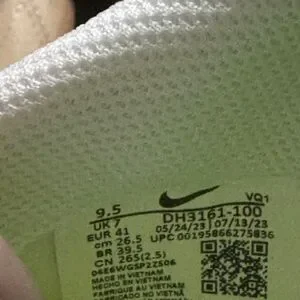 VQ1
9.5 DH3161-100
UK 7 05/24/23 07/13/23
EUR 41 UPC 00195866275836
cm 26.5
BR 39.5
CN 265(2.5)
MADE IN VIETNAM
HECHO EN VIETNAM
FABRIQUÉ AU VIETNAM